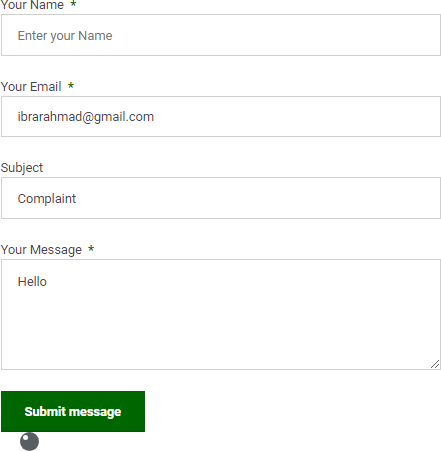 Your Name *
Enter your Name
Your Email *
ibrarahmad@gmail.com
Subject
Complaint
Your Message *
Hello
Submit message